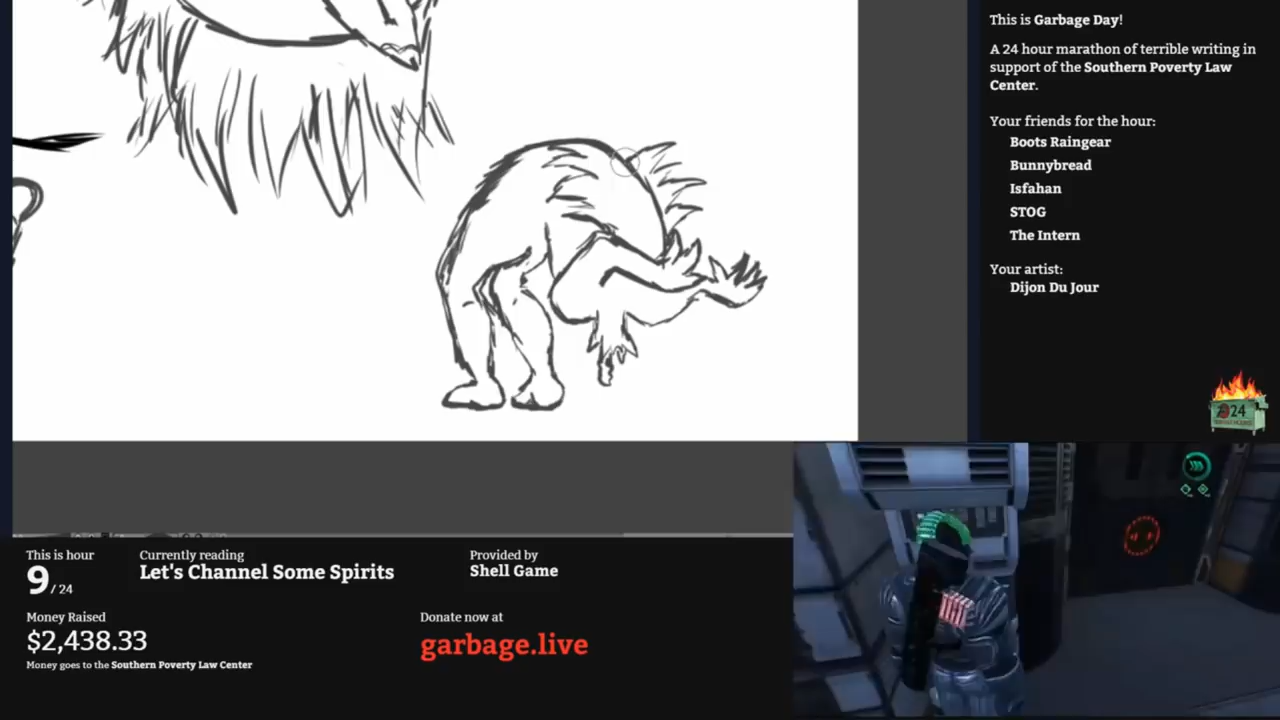 This is Garbage Day!
A 24 hour marathon of terrible writing in
support of the Southern Poverty Law
Center.
Your friends for the hour:
Boots Raingear
Bunnybread
Isfahan
STOG
The Intern
Your artist:
Dijon Du Jour
24
This is hour
9 / 24
Currently reading
Let's Channel Some Spirits
Provided by
Shell Game
Money Raised
$2,438.33
Money goes to the Southern Poverty Law Center
Donate now at
garbage.live